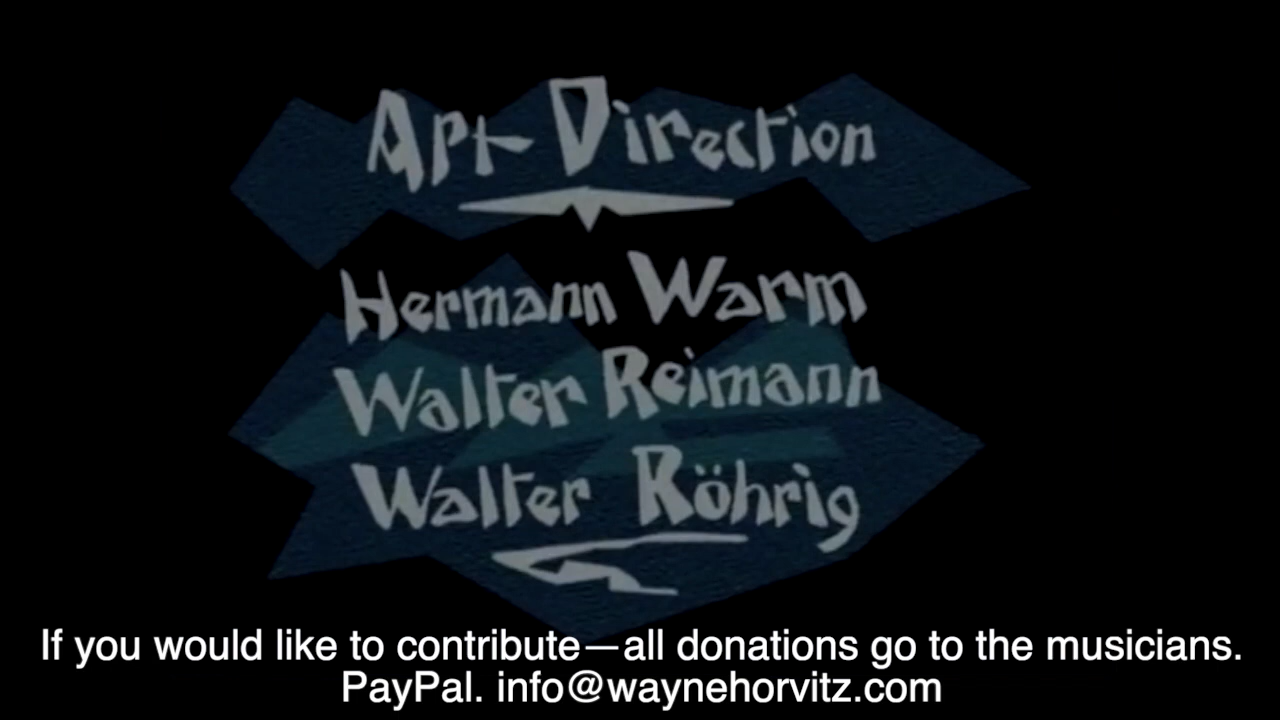 Art Direction
Hermann Warm
Walter Reimann
Walter Röhrig
If you would like to contribute—all donations go to the musicians.
PayPal. info@waynehorvitz.com